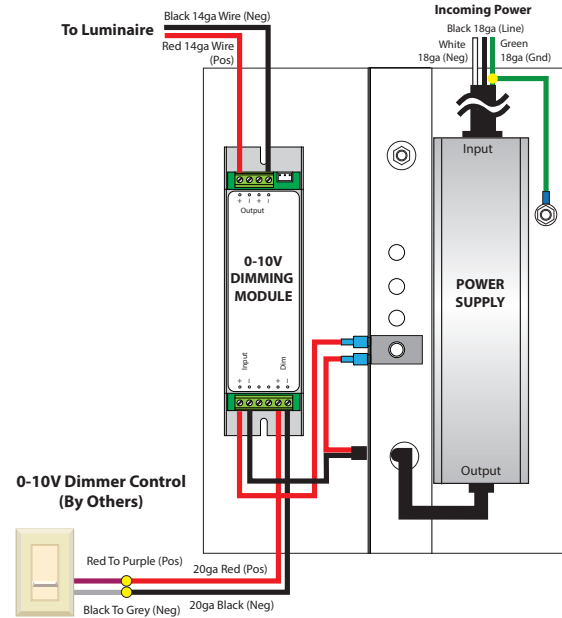 Incoming Power
Black 14ga Wire (Neg)
To Luminaire
Red 14ga Wire
(Pos)
Black 18ga (Line)
White
18ga (Neg)
Green
18ga (Gnd)
Input
+ – + –
Output
0-10V
DIMMING
MODULE
POWER
SUPPLY
Input
Dim
+ – + –
Output
0-10V Dimmer Control
(By Others)
Red To Purple (Pos)
20ga Red (Pos)
Black To Grey (Neg)
20ga Black (Neg)